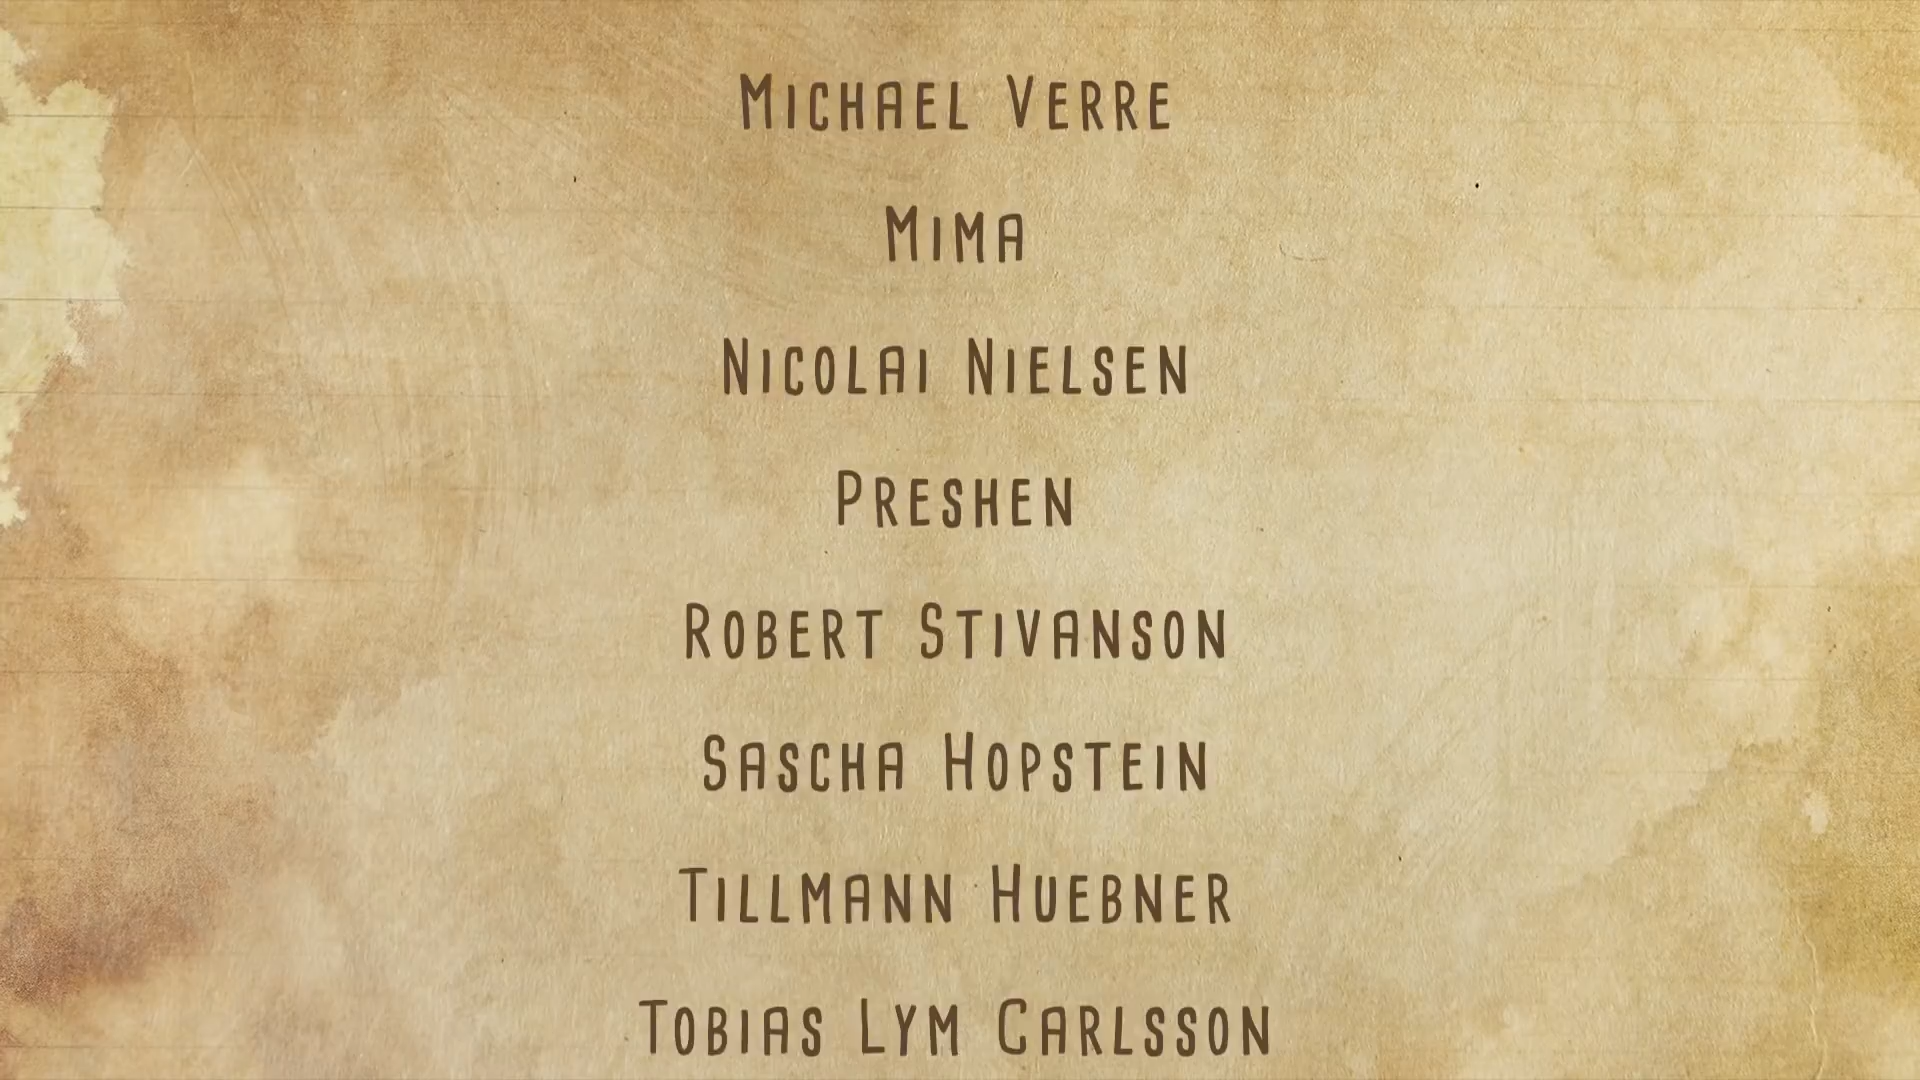 Michael Verre
Mima
Nicolai Nielsen
Preshen
Robert Stivanson
Sascha Hopstein
Tillmann Huebner
Tobias Lym Carlsson